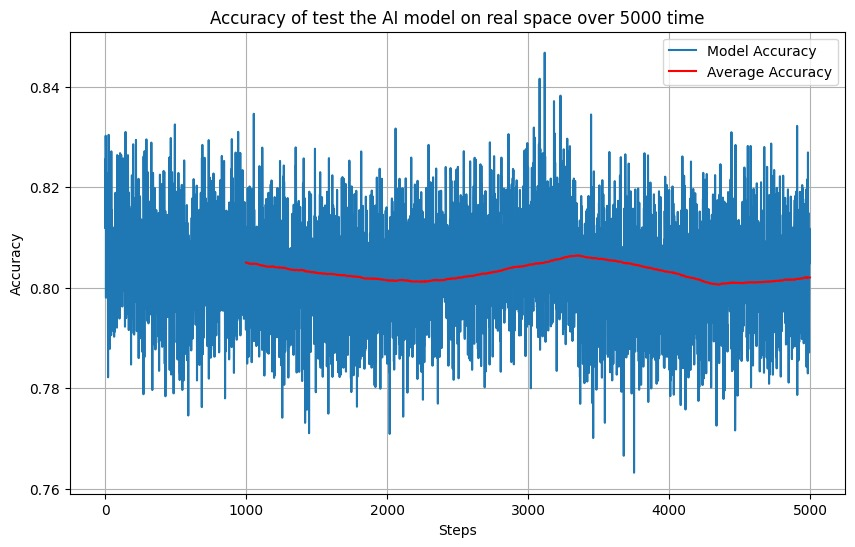 Accuracy of test the AI model on real space over 5000 time
Model Accuracy
Average Accuracy
Accuracy
0.84
0.82
0.80
0.78
0.76
0 1000 2000 3000 4000 5000
Steps